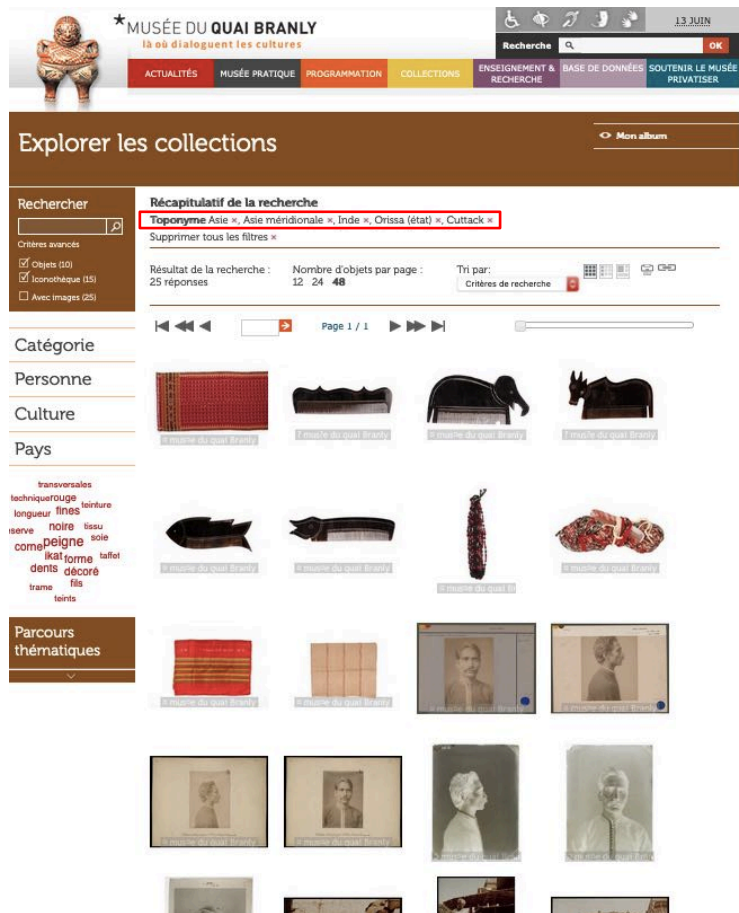 *MUSÉE DU QUAI BRANLY
là où dialoguent les cultures
13 JUIN
Recherche
OK
ACTUALITÉS
MUSÉE PRATIQUE
PROGRAMMATION
COLLECTIONS
ENSEIGNEMENT &
RECHERCHE
BASE DE DONNÉES
SOUTENIR LE MUSÉE
PRIVATISER
Explorer les collections
Mon album
Rechercher
Critères avancés
Objets (10)
Iconothèque (15)
Avec images (25)
Récapitulatif de la recherche
Toponyme Asie ×, Asie méridionale ×, Inde ×, Orissa (état) ×, Cuttack ×
Supprimer tous les filtres ×
Résultat de la recherche :
25 réponses
Nombre d'objets par page :
12 24 48
Tri par:
Critères de recherche
Page 1 / 1
Catégorie
Personne
Culture
Pays
transversales
technique rouge
teinture
longueur fines
noire tissu
corne peigne soie
ikat forme taffet
dents décoré
trame fils
teints
Parcours
thématiques
musée du quai Branly